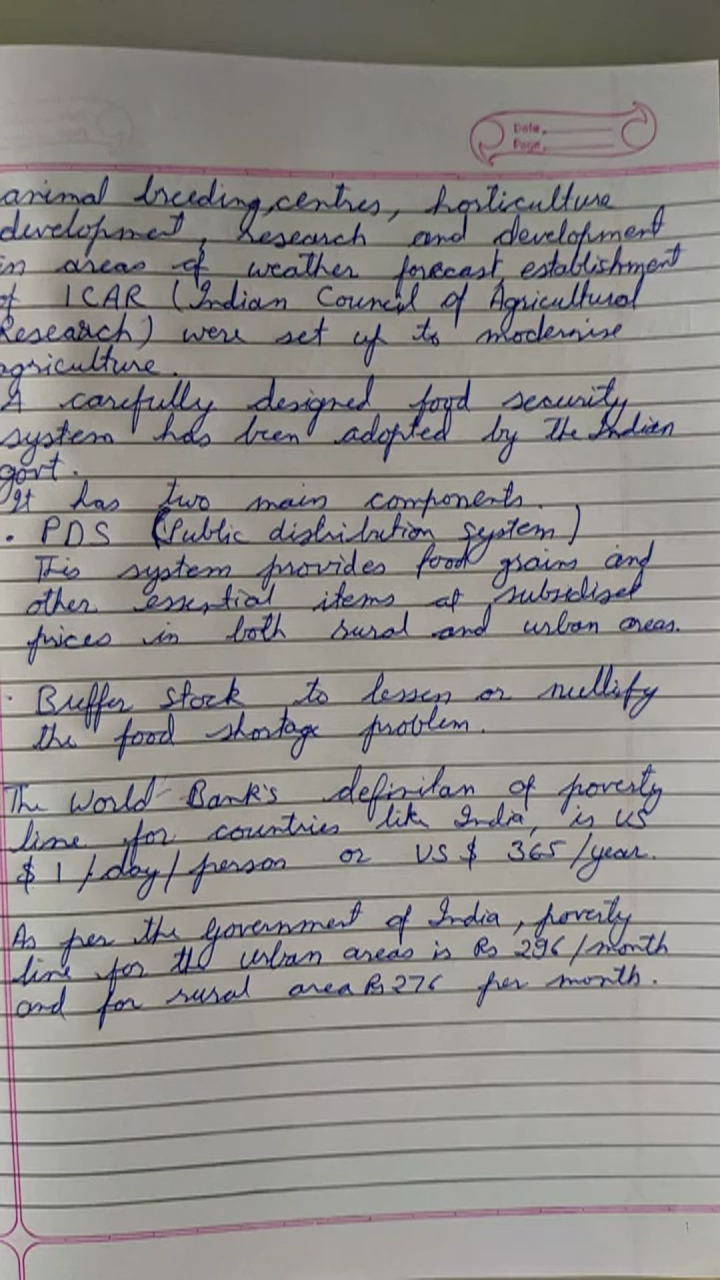 Date.
Page.
animal breeding centres, horticulture
development, research and development
in areas of weather forecast, establishment
of ICAR (Indian Council of Agricultural
Research) were set up to modernise
agriculture.
A carefully designed food security
system has been adopted by the Indian
govt.
It has two main components.
. PDS (Public distribution system)
This system provides food grains and
other essential items at subsidised
prices in both rural and urban areas.
. Buffer stock to lessen or nullify
the food shortage problem.
The World Bank's definitan of poverty
line for countries like India, is US
$ 1 / day / person or US $ 365 /year.
As per the Government of India, poverty
line for the urban areas is Rs 296 /month
and for rural area Rs 276 per month.